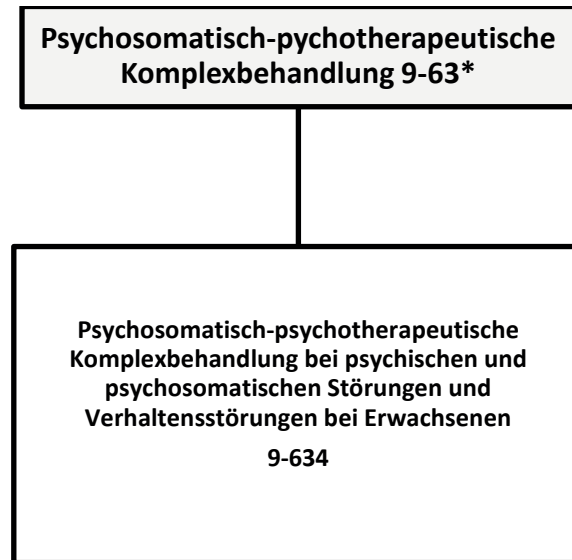 Psychosomatisch-pychotherapeutische
Komplexbehandlung 9-63*
Psychosomatisch-psychotherapeutische
Komplexbehandlung bei psychischen und
psychosomatischen Störungen und
Verhaltensstörungen bei Erwachsenen
9-634